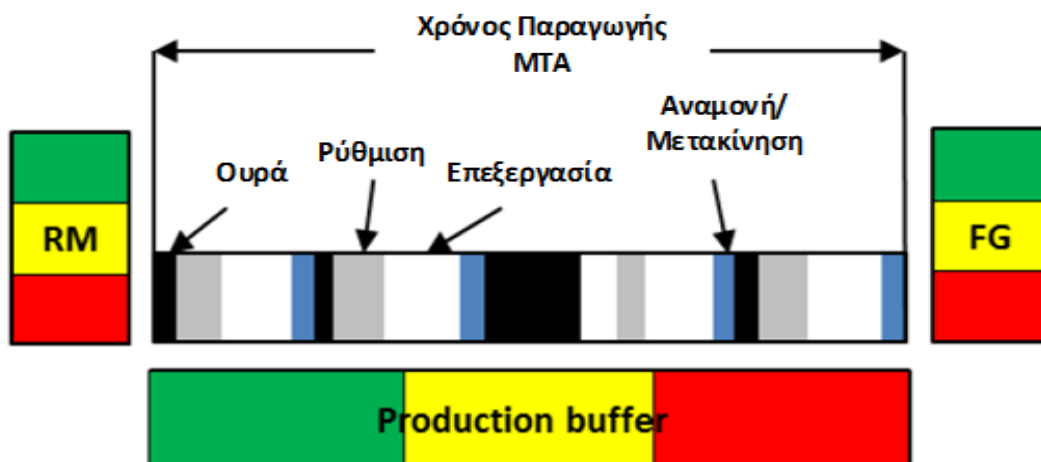 Χρόνος Παραγωγής
MTA
Αναμονή/
Μετακίνηση
Ρύθμιση
Ουρά
Επεξεργασία
RM
FG
Production buffer